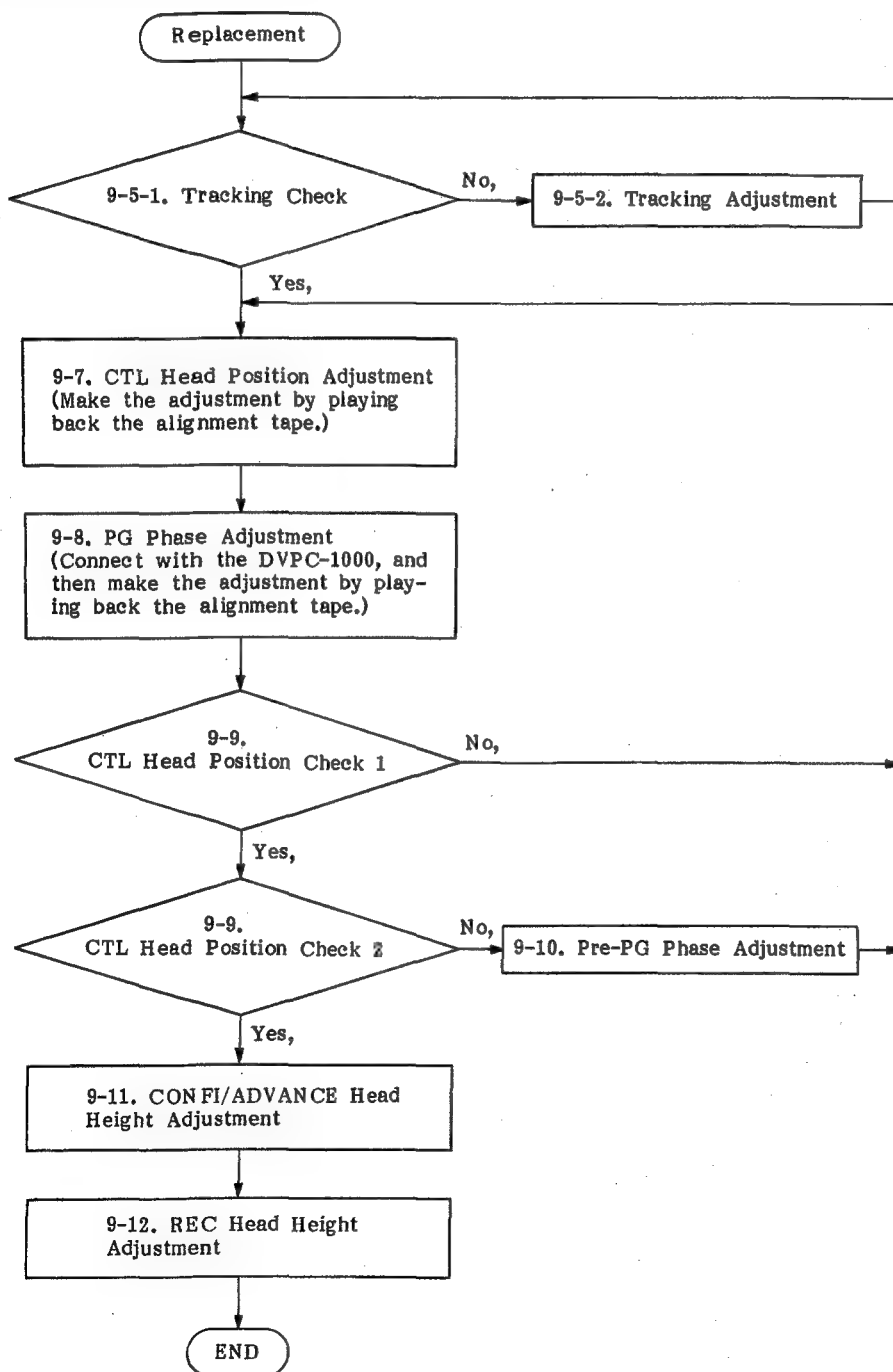 Replacement
9-5-1. Tracking Check
No,
9-5-2. Tracking Adjustment
Yes,
9-7. CTL Head Position Adjustment
(Make the adjustment by playing
back the alignment tape.)
9-8. PG Phase Adjustment
(Connect with the DVPC-1000, and
then make the adjustment by play-
ing back the alignment tape.)
9-9.
CTL Head Position Check 1
No,
Yes,
9-9.
CTL Head Position Check 2
No,
9-10. Pre-PG Phase Adjustment
Yes,
9-11. CONFI/ADVANCE Head
Height Adjustment
9-12. REC Head Height
Adjustment
END